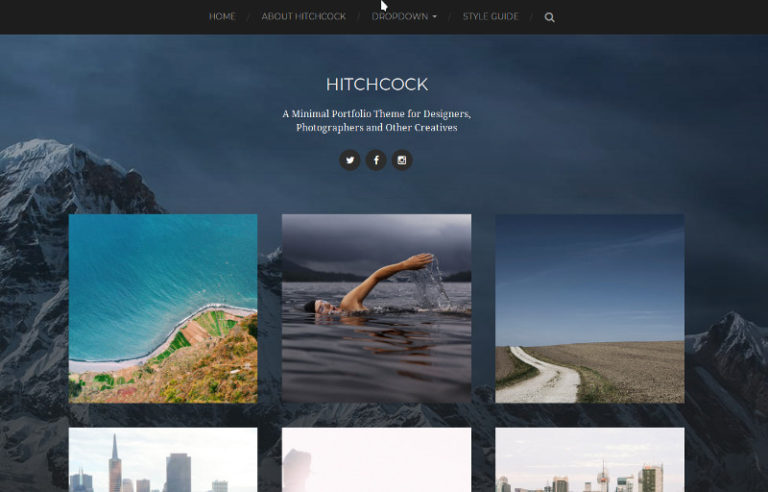 HOME / ABOUT HITCHCOCK / DROPDOWN / STYLE GUIDE /
HITCHCOCK
A Minimal Portfolio Theme for Designers,
Photographers and Other Creatives